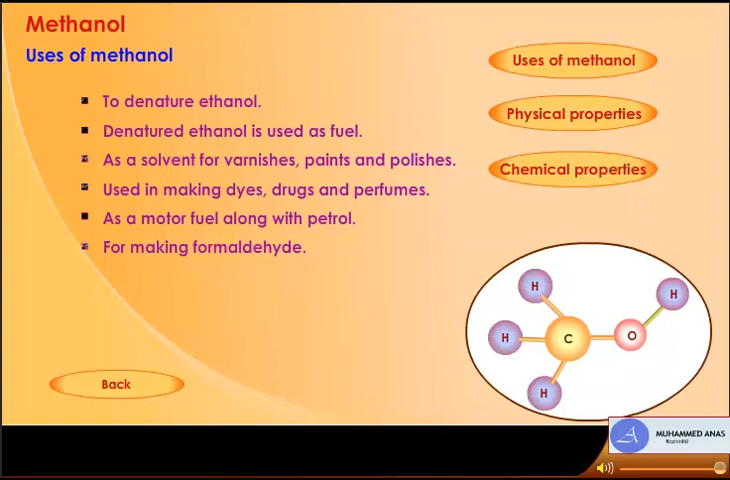 Methanol
Uses of methanol
To denature ethanol.
Denatured ethanol is used as fuel.
As a solvent for varnishes, paints and polishes.
Used in making dyes, drugs and perfumes.
As a motor fuel along with petrol.
For making formaldehyde.
Uses of methanol
Physical properties
Chemical properties
H
H
H
C
O
H
Back
MUHAMMED ANAS